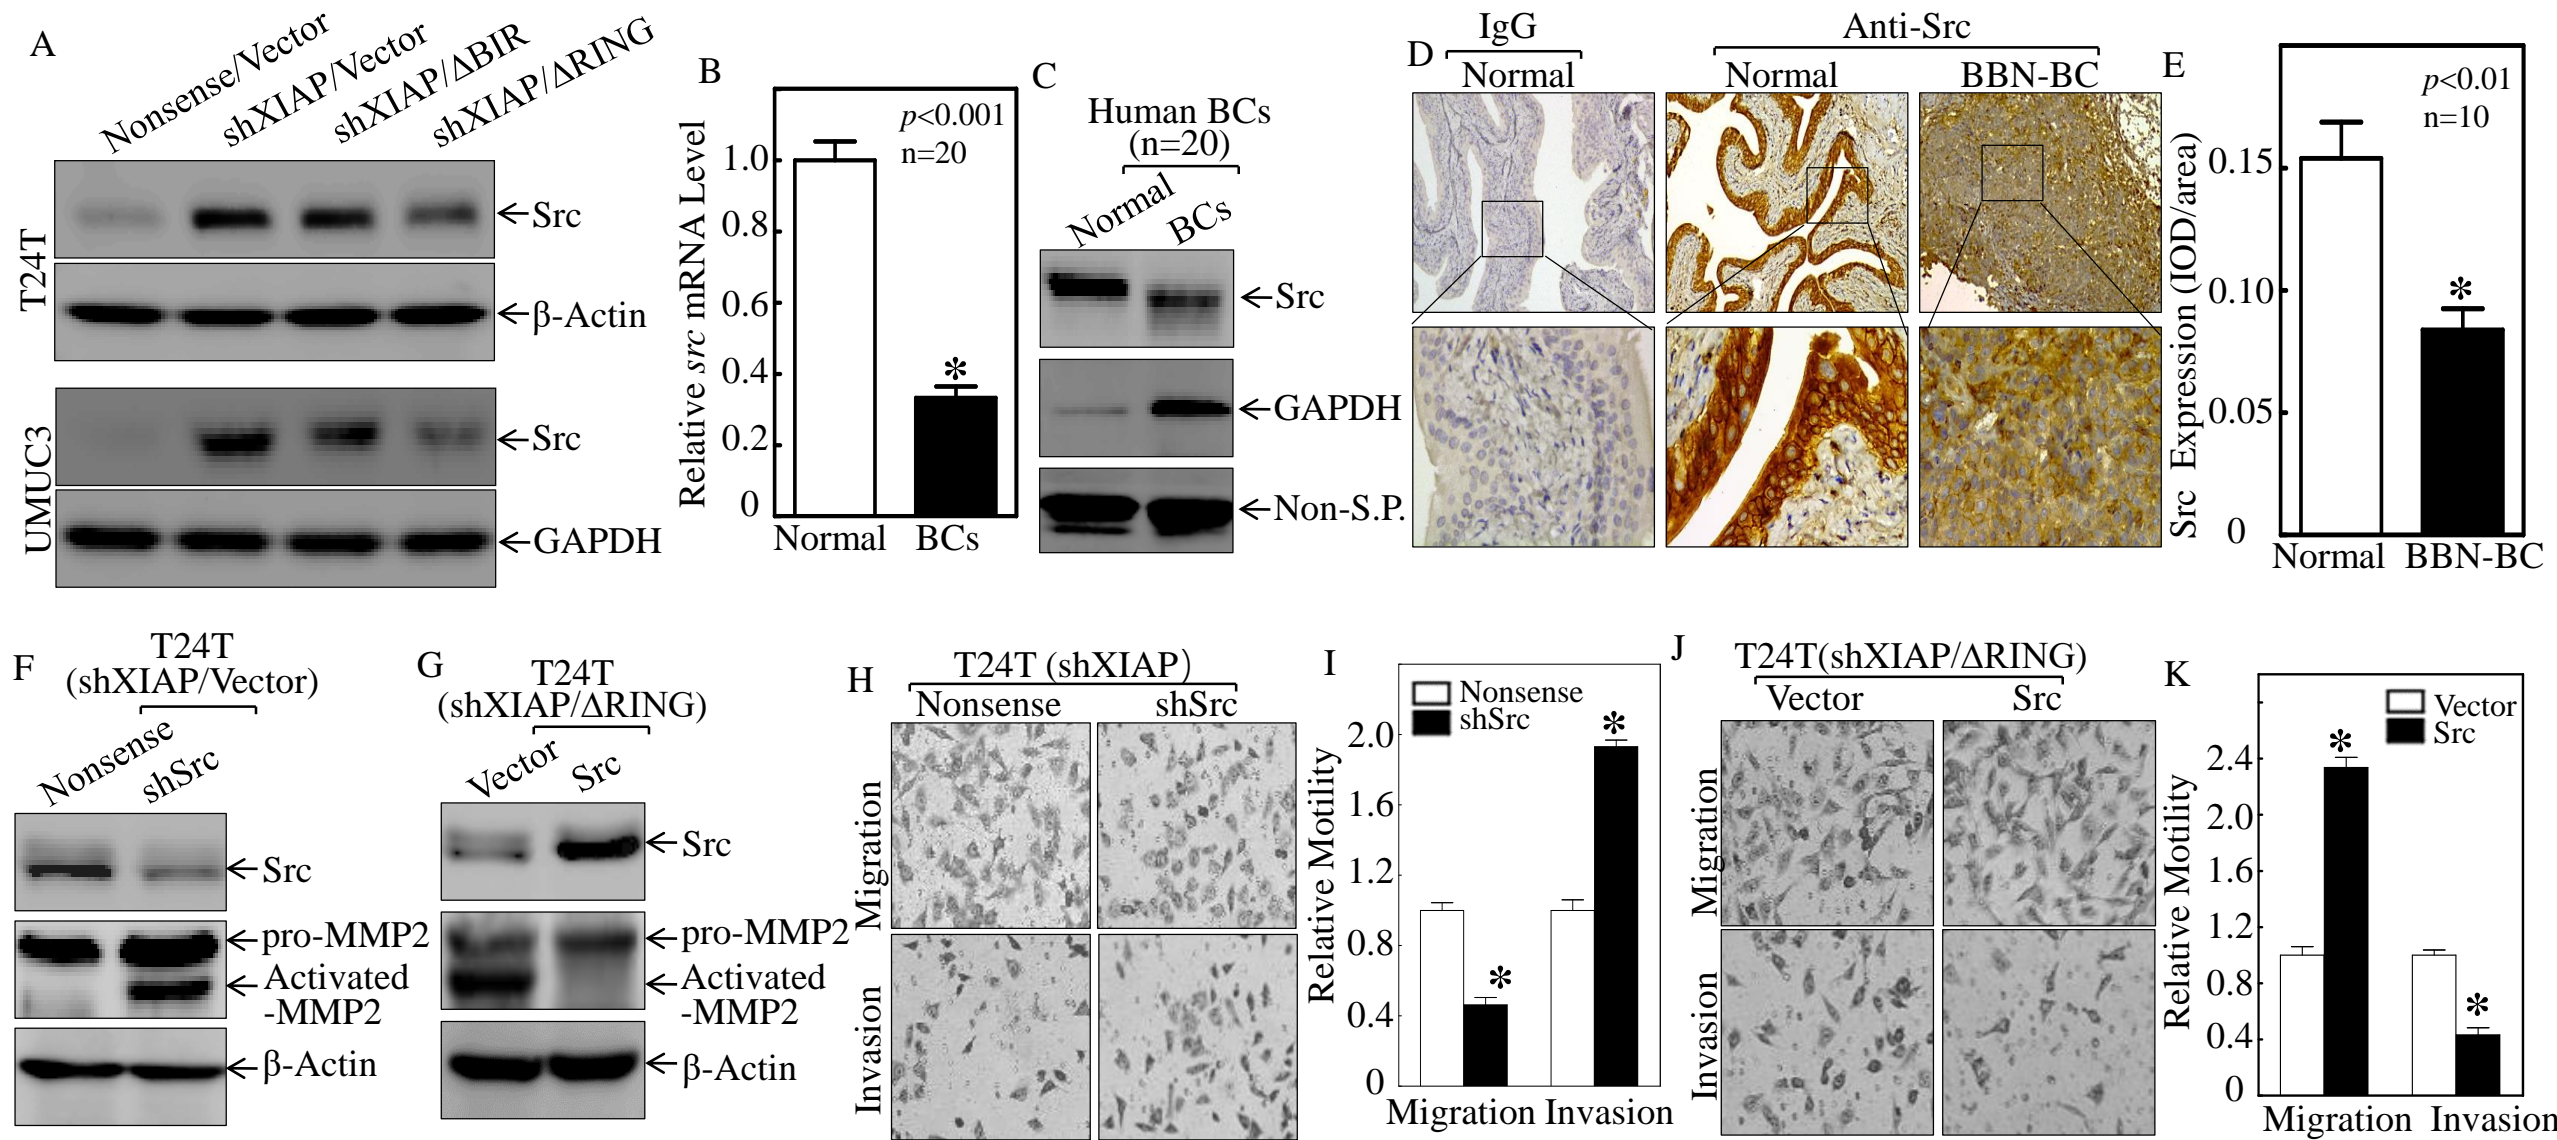 A
Nonsense/Vector
shXIAP/Vector
shXIAP/ΔBIR
shXIAP/ΔRING
T24T
Src
β-Actin
UMUC3
Src
GAPDH
B
Relative src mRNA Level
p<0.001
n=20
1.0
0.8
0.6
0.4
0.2
0
*
Normal
BCs
C
Human BCs
(n=20)
Normal
BCs
Src
GAPDH
Non-S.P.
D
IgG
Anti-Src
Normal
Normal
BBN-BC
E
Src Expression (IOD/area)
p<0.01
n=10
0.15
0.10
0.05
0
*
Normal
BBN-BC
F
T24T
(shXIAP/Vector)
Nonsense
shSrc
Src
pro-MMP2
Activated
-MMP2
β-Actin
G
T24T
(shXIAP/ΔRING)
Vector
Src
Src
pro-MMP2
Activated
-MMP2
β-Actin
H
T24T (shXIAP)
Nonsense
shSrc
Migration
Invasion
I
Relative Motility
Nonsense
shSrc
2.0
1.6
1.2
0.8
0.4
0
*
*
Migration
Invasion
J
T24T(shXIAP/ΔRING)
Vector
Src
Migration
Invasion
K
Relative Motility
Vector
Src
2.4
2.0
1.6
1.2
0.8
0.4
0
*
*
Migration
Invasion